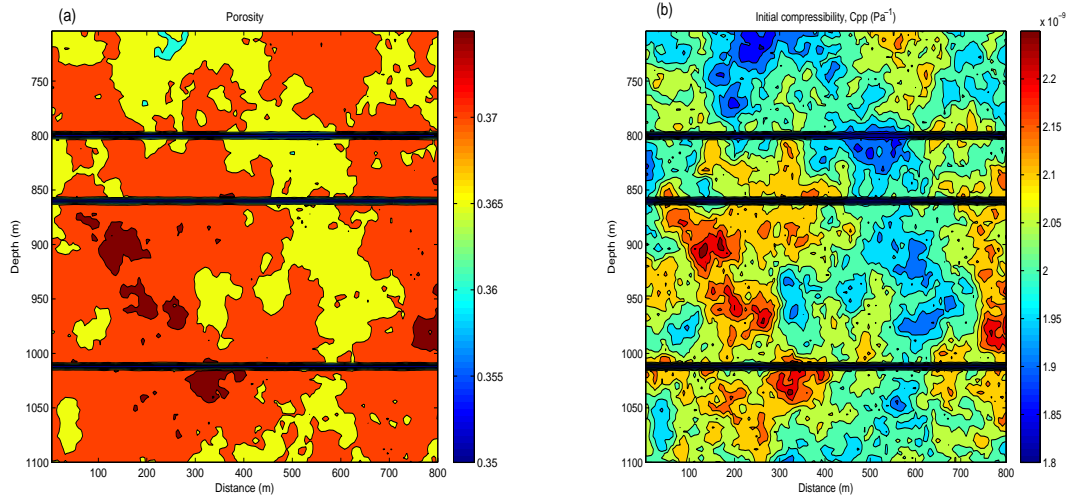 (a)
Porosity
750
800
850
900
950
1000
1050
1100
Depth (m)
100 200 300 400 500 600 700 800
Distance (m)
0.37
0.365
0.36
0.355
0.35
(b)
Initial compressibility, Cpp (Pa⁻¹)
x 10⁻⁹
750
800
850
900
950
1000
1050
1100
Depth (m)
100 200 300 400 500 600 700 800
Distance (m)
2.2
2.15
2.1
2.05
2
1.95
1.9
1.85
1.8